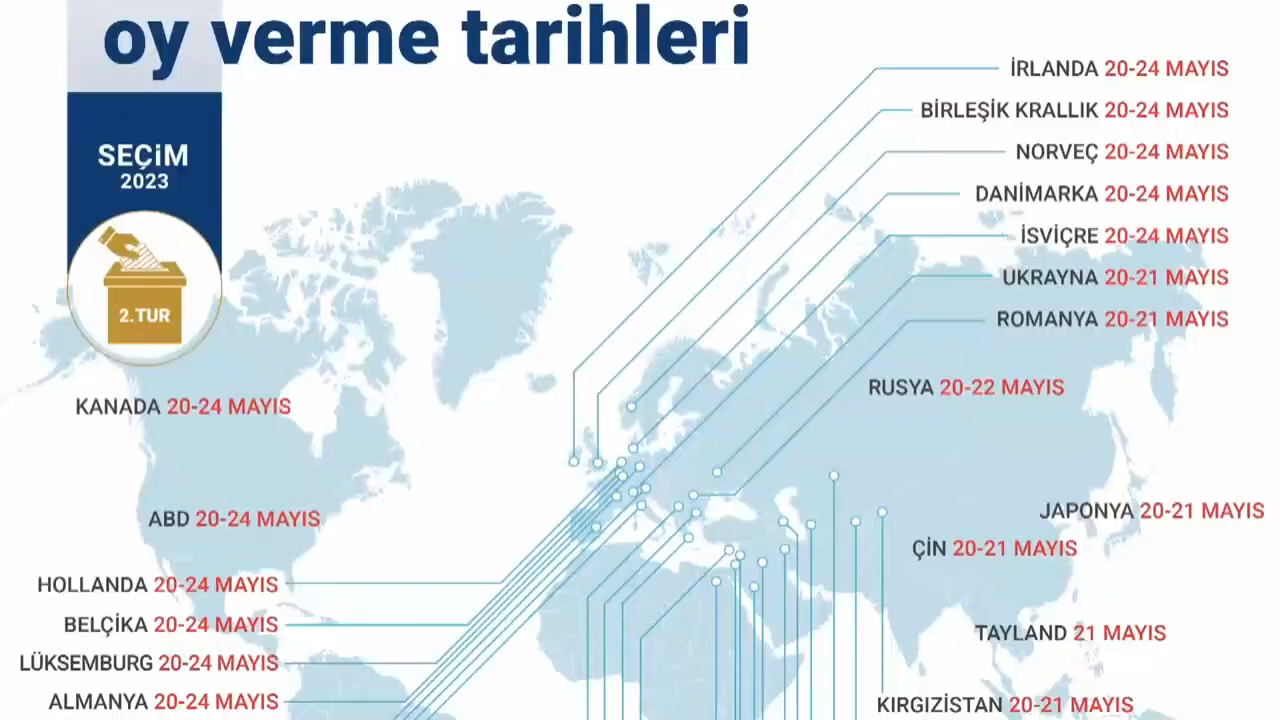 oy verme tarihleri
SEÇiM
2023
2.TUR
İRLANDA 20-24 MAYIS
BİRLEŞİK KRALLIK 20-24 MAYIS
NORVEÇ 20-24 MAYIS
DANİMARKA 20-24 MAYIS
İSVİÇRE 20-24 MAYIS
UKRAYNA 20-21 MAYIS
ROMANYA 20-21 MAYIS
RUSYA 20-22 MAYIS
KANADA 20-24 MAYIS
ABD 20-24 MAYIS
JAPONYA 20-21 MAYIS
ÇİN 20-21 MAYIS
HOLLANDA 20-24 MAYIS
BELÇİKA 20-24 MAYIS
TAYLAND 21 MAYIS
LÜKSEMBURG 20-24 MAYIS
ALMANYA 20-24 MAYIS
KIRGIZİSTAN 20-21 MAYIS